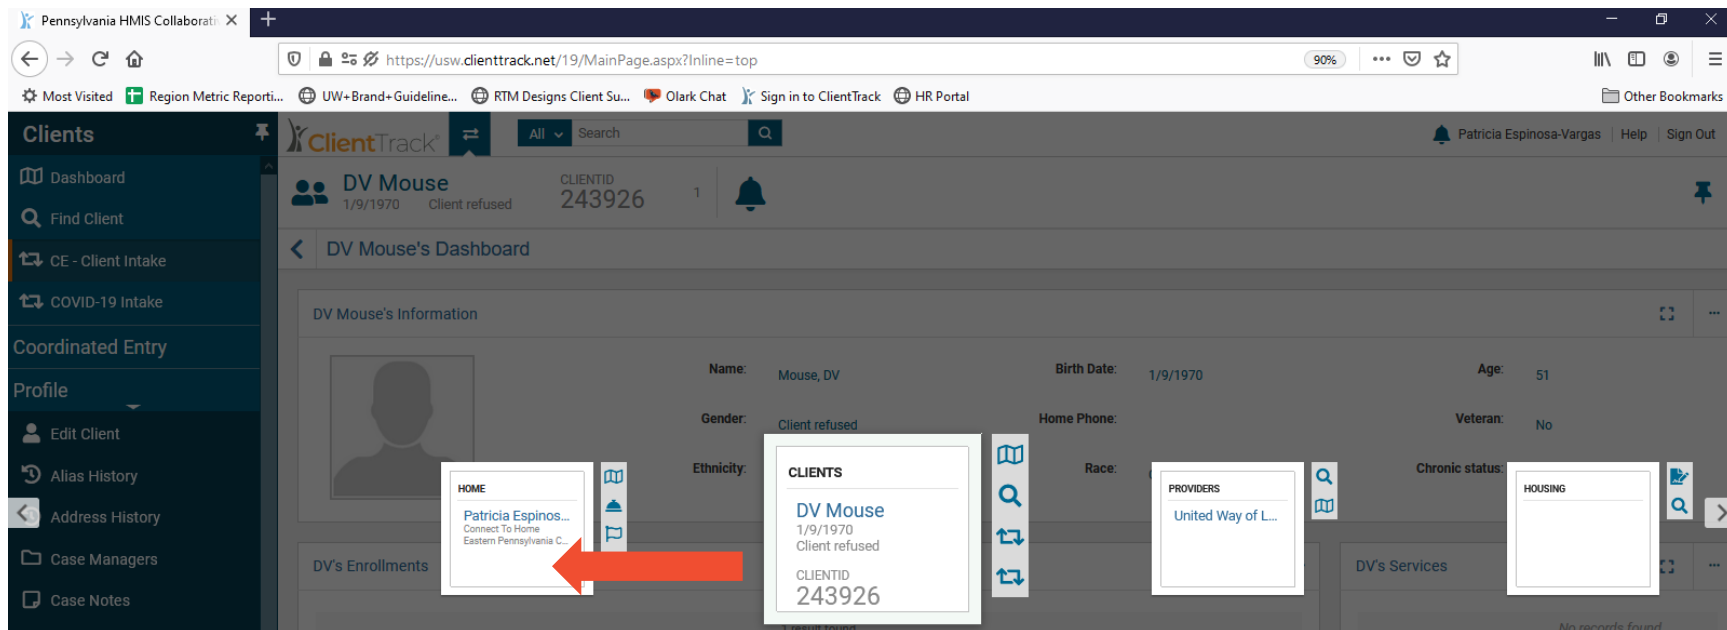 Pennsylvania HMIS Collaborati
https://usw.clienttrack.net/19/MainPage.aspx?Inline=top
90%
Most Visited
Region Metric Reporti...
UW+Brand+Guideline...
RTM Designs Client Su...
Olark Chat
Sign in to ClientTrack
HR Portal
Other Bookmarks
Clients
ClientTrack
All
Search
Patricia Espinosa-Vargas
Help
Sign Out
Dashboard
Find Client
CE - Client Intake
COVID-19 Intake
Coordinated Entry
Profile
Edit Client
Alias History
Address History
Case Managers
Case Notes
DV Mouse
1/9/1970 Client refused
CLIENTID
243926
1
DV Mouse's Dashboard
DV Mouse's Information
Name: Mouse, DV
Birth Date: 1/9/1970
Age: 51
Gender: Client refused
Home Phone:
Veteran: No
Ethnicity:
Race:
Chronic status:
HOME
Patricia Espinos...
Connect To Home
Eastern Pennsylvania C...
CLIENTS
DV Mouse
1/9/1970
Client refused
CLIENTID
243926
PROVIDERS
United Way of L...
HOUSING
DV's Enrollments
DV's Services
1 result found
No records found